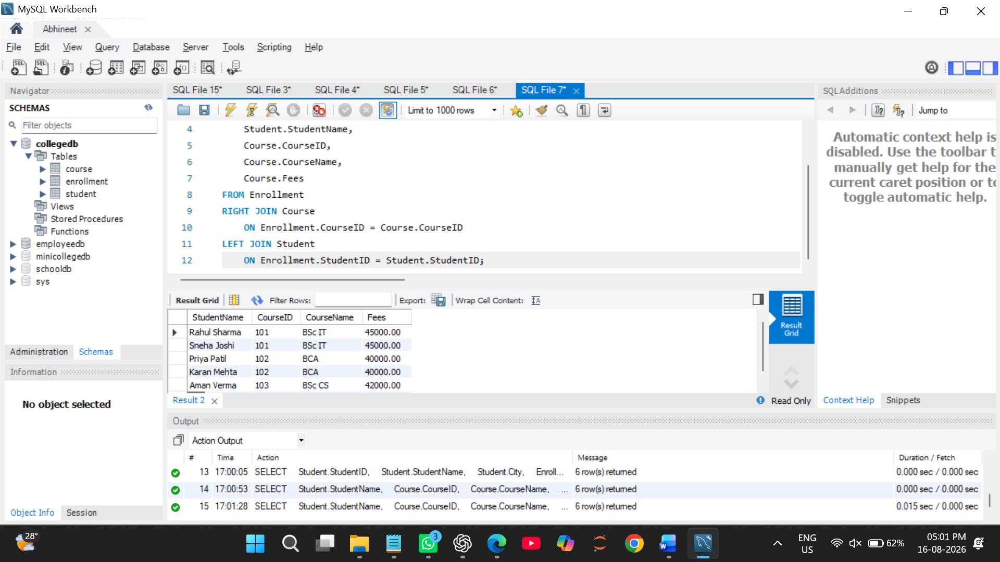 MySQL Workbench
Abhineet
File Edit View Query Database Server Tools Scripting Help
Navigator
SCHEMAS
Filter objects
collegedb
Tables
course
enrollment
student
Views
Stored Procedures
Functions
employeedb
minicollegedb
schooldb
sys
Administration Schemas
Information
No object selected
Object Info Session
SQL File 15* SQL File 3* SQL File 4* SQL File 5* SQL File 6* SQL File 7*
Limit to 1000 rows
4 Student.StudentName,
5 Course.CourseID,
6 Course.CourseName,
7 Course.Fees
8 FROM Enrollment
9 RIGHT JOIN Course
10 ON Enrollment.CourseID = Course.CourseID
11 LEFT JOIN Student
12 ON Enrollment.StudentID = Student.StudentID;
Result Grid Filter Rows: Export: Wrap Cell Content:
StudentName CourseID CourseName Fees
Rahul Sharma 101 BSc IT 45000.00
Sneha Joshi 101 BSc IT 45000.00
Priya Patil 102 BCA 40000.00
Karan Mehta 102 BCA 40000.00
Aman Verma 103 BSc CS 42000.00
Result
Grid
Result 2
Read Only
SQLAdditions
Jump to
Automatic context help is
disabled. Use the toolbar t
manually get help for the
current caret position or to
toggle automatic help.
Context Help Snippets
Output
Action Output
# Time Action Message Duration / Fetch
13 17:00:05 SELECT Student.StudentID, Student.StudentName, Student.City, Enroll... 6 row(s) returned 0.000 sec / 0.000 sec
14 17:00:53 SELECT Student.StudentName, Course.CourseID, Course.CourseName, ... 6 row(s) returned 0.000 sec / 0.000 sec
15 17:01:28 SELECT Student.StudentName, Course.CourseID, Course.CourseName, ... 6 row(s) returned 0.015 sec / 0.000 sec
28°
3
ENG
US
62%
05:01 PM
16-08-2026